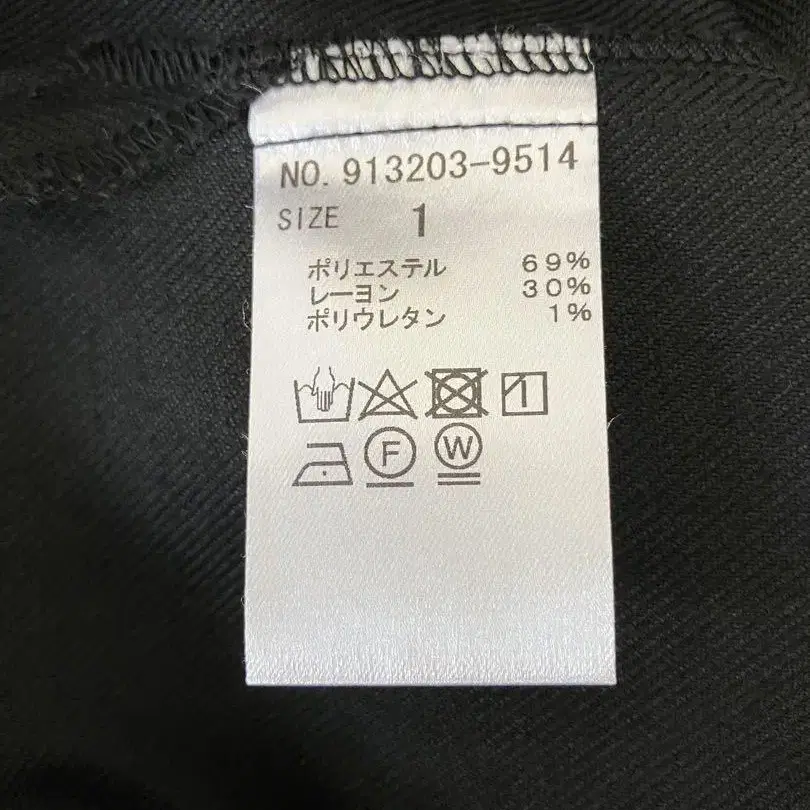 NO. 913203-9514
SIZE 1
ポリエステル 69%
レーヨン 30%
ポリウレタン 1%
F W